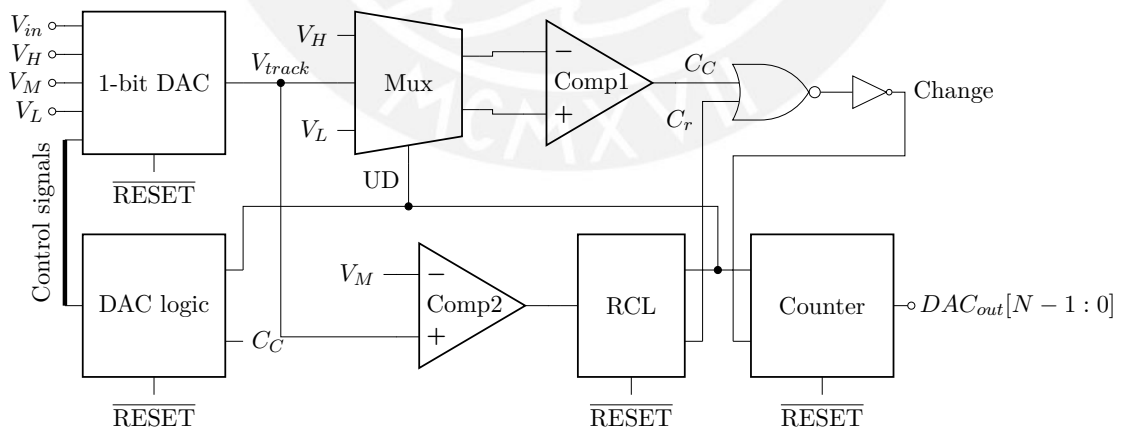 V_in
V_H
V_M
V_L
1-bit DAC
V_track
V_H
V_L
Mux
UD
−
Comp1
+
C_C
C_r
Change
RESET
Control signals
DAC logic
C_C
RESET
V_M
−
Comp2
+
RCL
RESET
Counter
RESET
DAC_out[N − 1 : 0]
MCMXVII